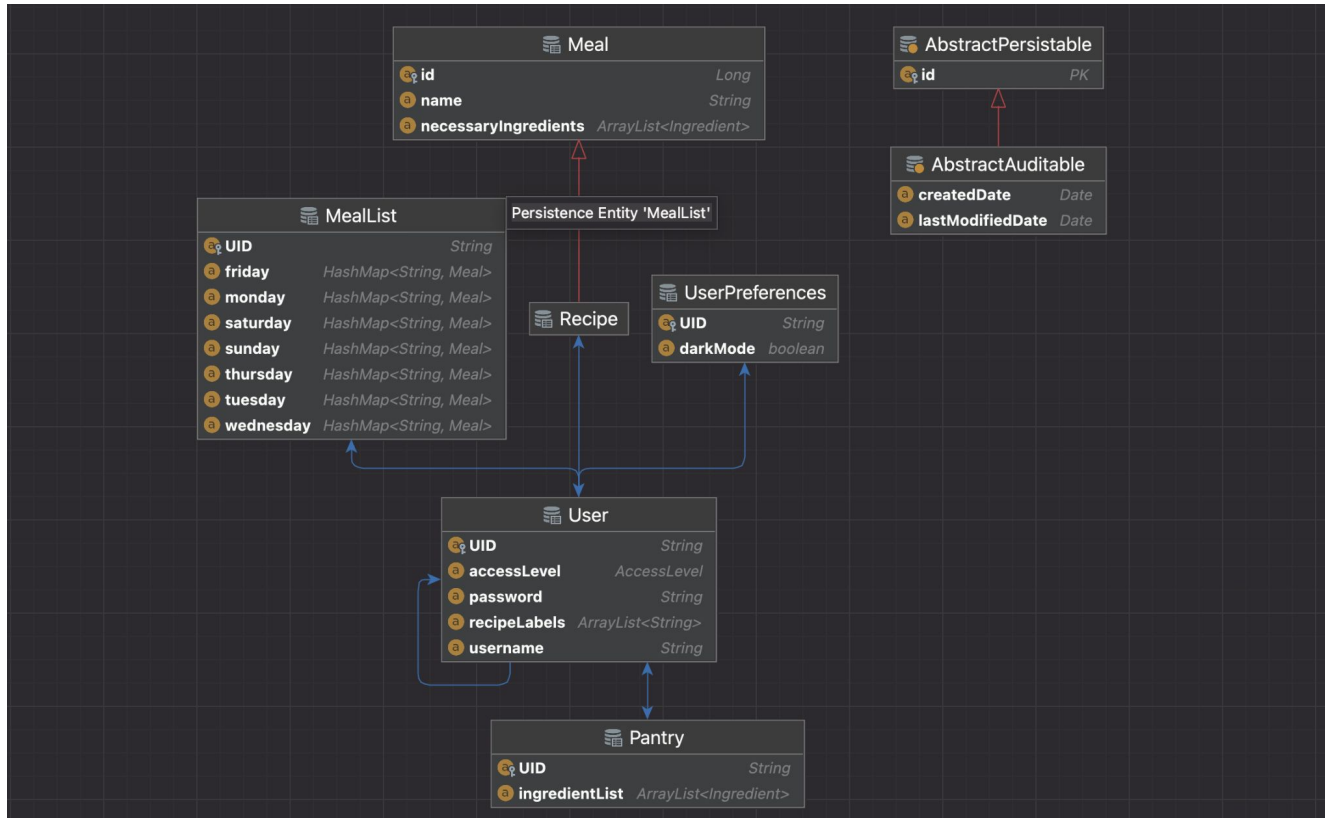 Meal
id Long
name String
necessaryIngredients ArrayList<Ingredient>
AbstractPersistable
id PK
AbstractAuditable
createdDate Date
lastModifiedDate Date
MealList
UID String
friday HashMap<String, Meal>
monday HashMap<String, Meal>
saturday HashMap<String, Meal>
sunday HashMap<String, Meal>
thursday HashMap<String, Meal>
tuesday HashMap<String, Meal>
wednesday HashMap<String, Meal>
Persistence Entity 'MealList'
Recipe
UserPreferences
UID String
darkMode boolean
User
UID String
accessLevel AccessLevel
password String
recipeLabels ArrayList<String>
username String
Pantry
UID String
ingredientList ArrayList<Ingredient>